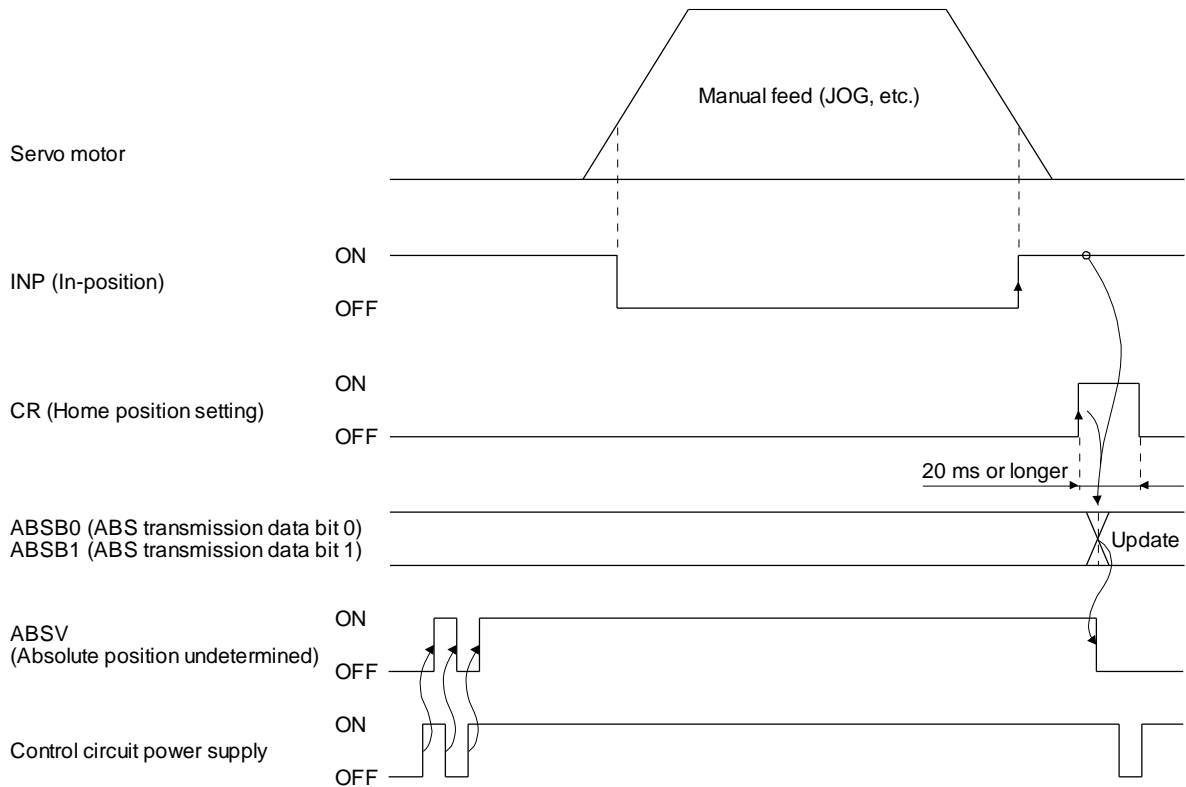 Manual feed (JOG, etc.)
Servo motor
ON
INP (In-position)
OFF
ON
CR (Home position setting)
OFF
20 ms or longer
ABSB0 (ABS transmission data bit 0)
ABSB1 (ABS transmission data bit 1)
Update
ON
ABSV
(Absolute position undetermined)
OFF
ON
Control circuit power supply
OFF